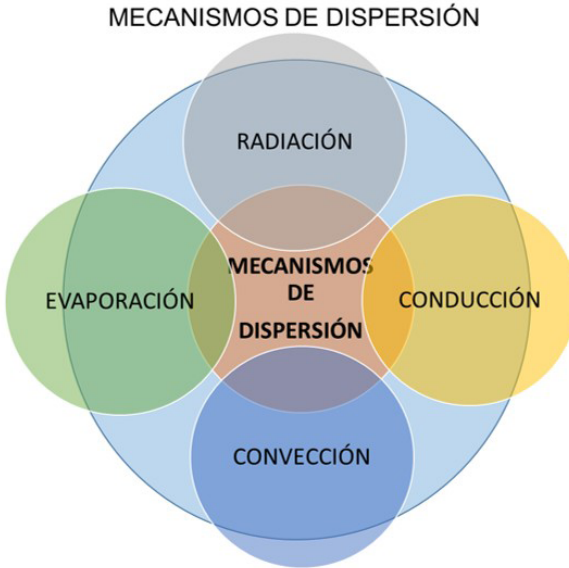 MECANISMOS DE DISPERSIÓN
RADIACIÓN
MECANISMOS
DE
DISPERSIÓN
EVAPORACIÓN
CONDUCCIÓN
CONVECCIÓN